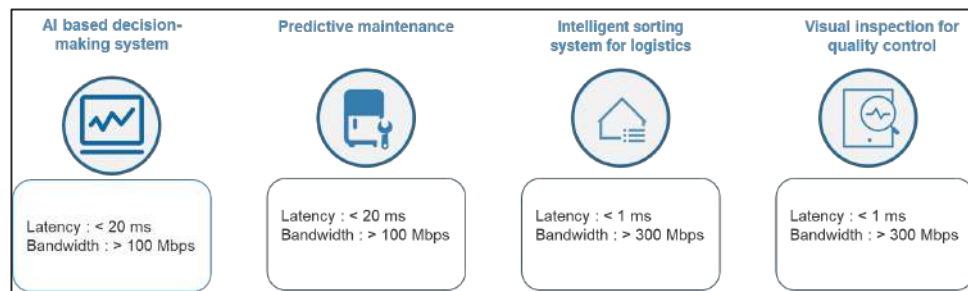 AI based decision-
making system
Latency : < 20 ms
Bandwidth : > 100 Mbps
Predictive maintenance
Latency : < 20 ms
Bandwidth : > 100 Mbps
Intelligent sorting
system for logistics
Latency : < 1 ms
Bandwidth : > 300 Mbps
Visual inspection for
quality control
Latency : < 1 ms
Bandwidth : > 300 Mbps